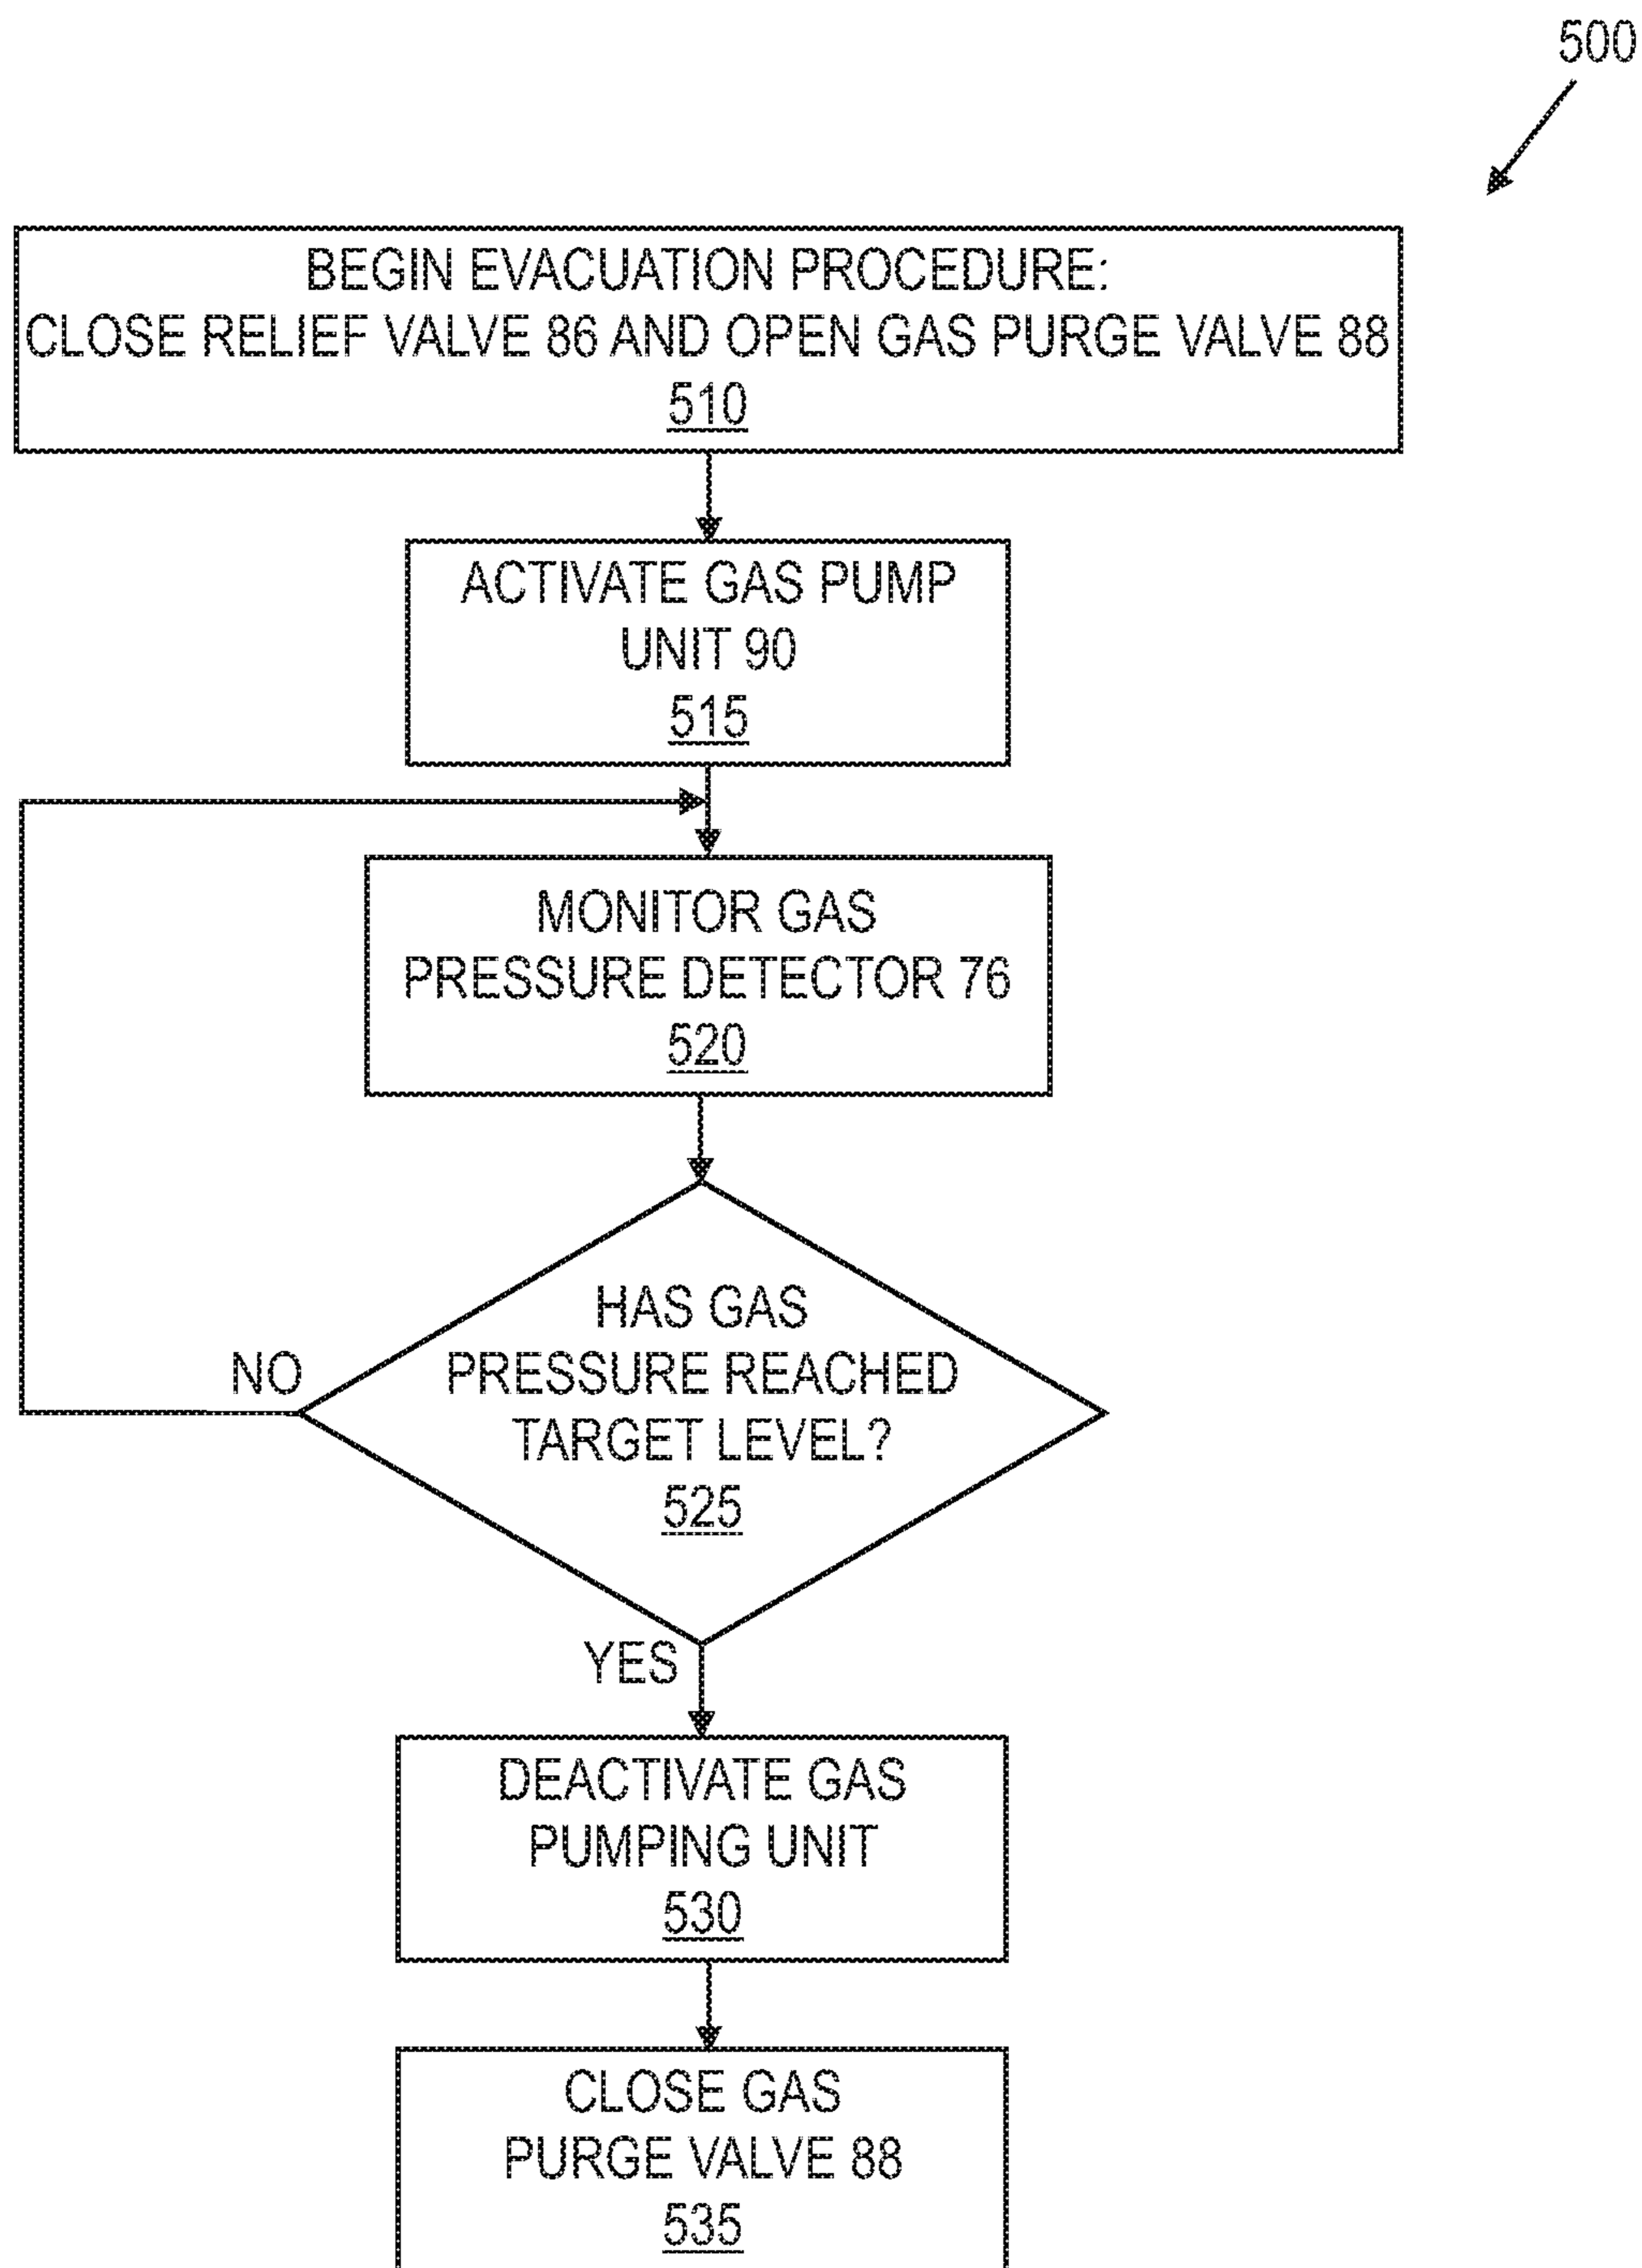 500
BEGIN EVACUATION PROCEDURE:
CLOSE RELIEF VALVE 86 AND OPEN GAS PURGE VALVE 88
510
ACTIVATE GAS PUMP
UNIT 90
515
MONITOR GAS
PRESSURE DETECTOR 76
520
HAS GAS
PRESSURE REACHED
TARGET LEVEL?
525
NO
YES
DEACTIVATE GAS
PUMPING UNIT
530
CLOSE GAS
PURGE VALVE 88
535